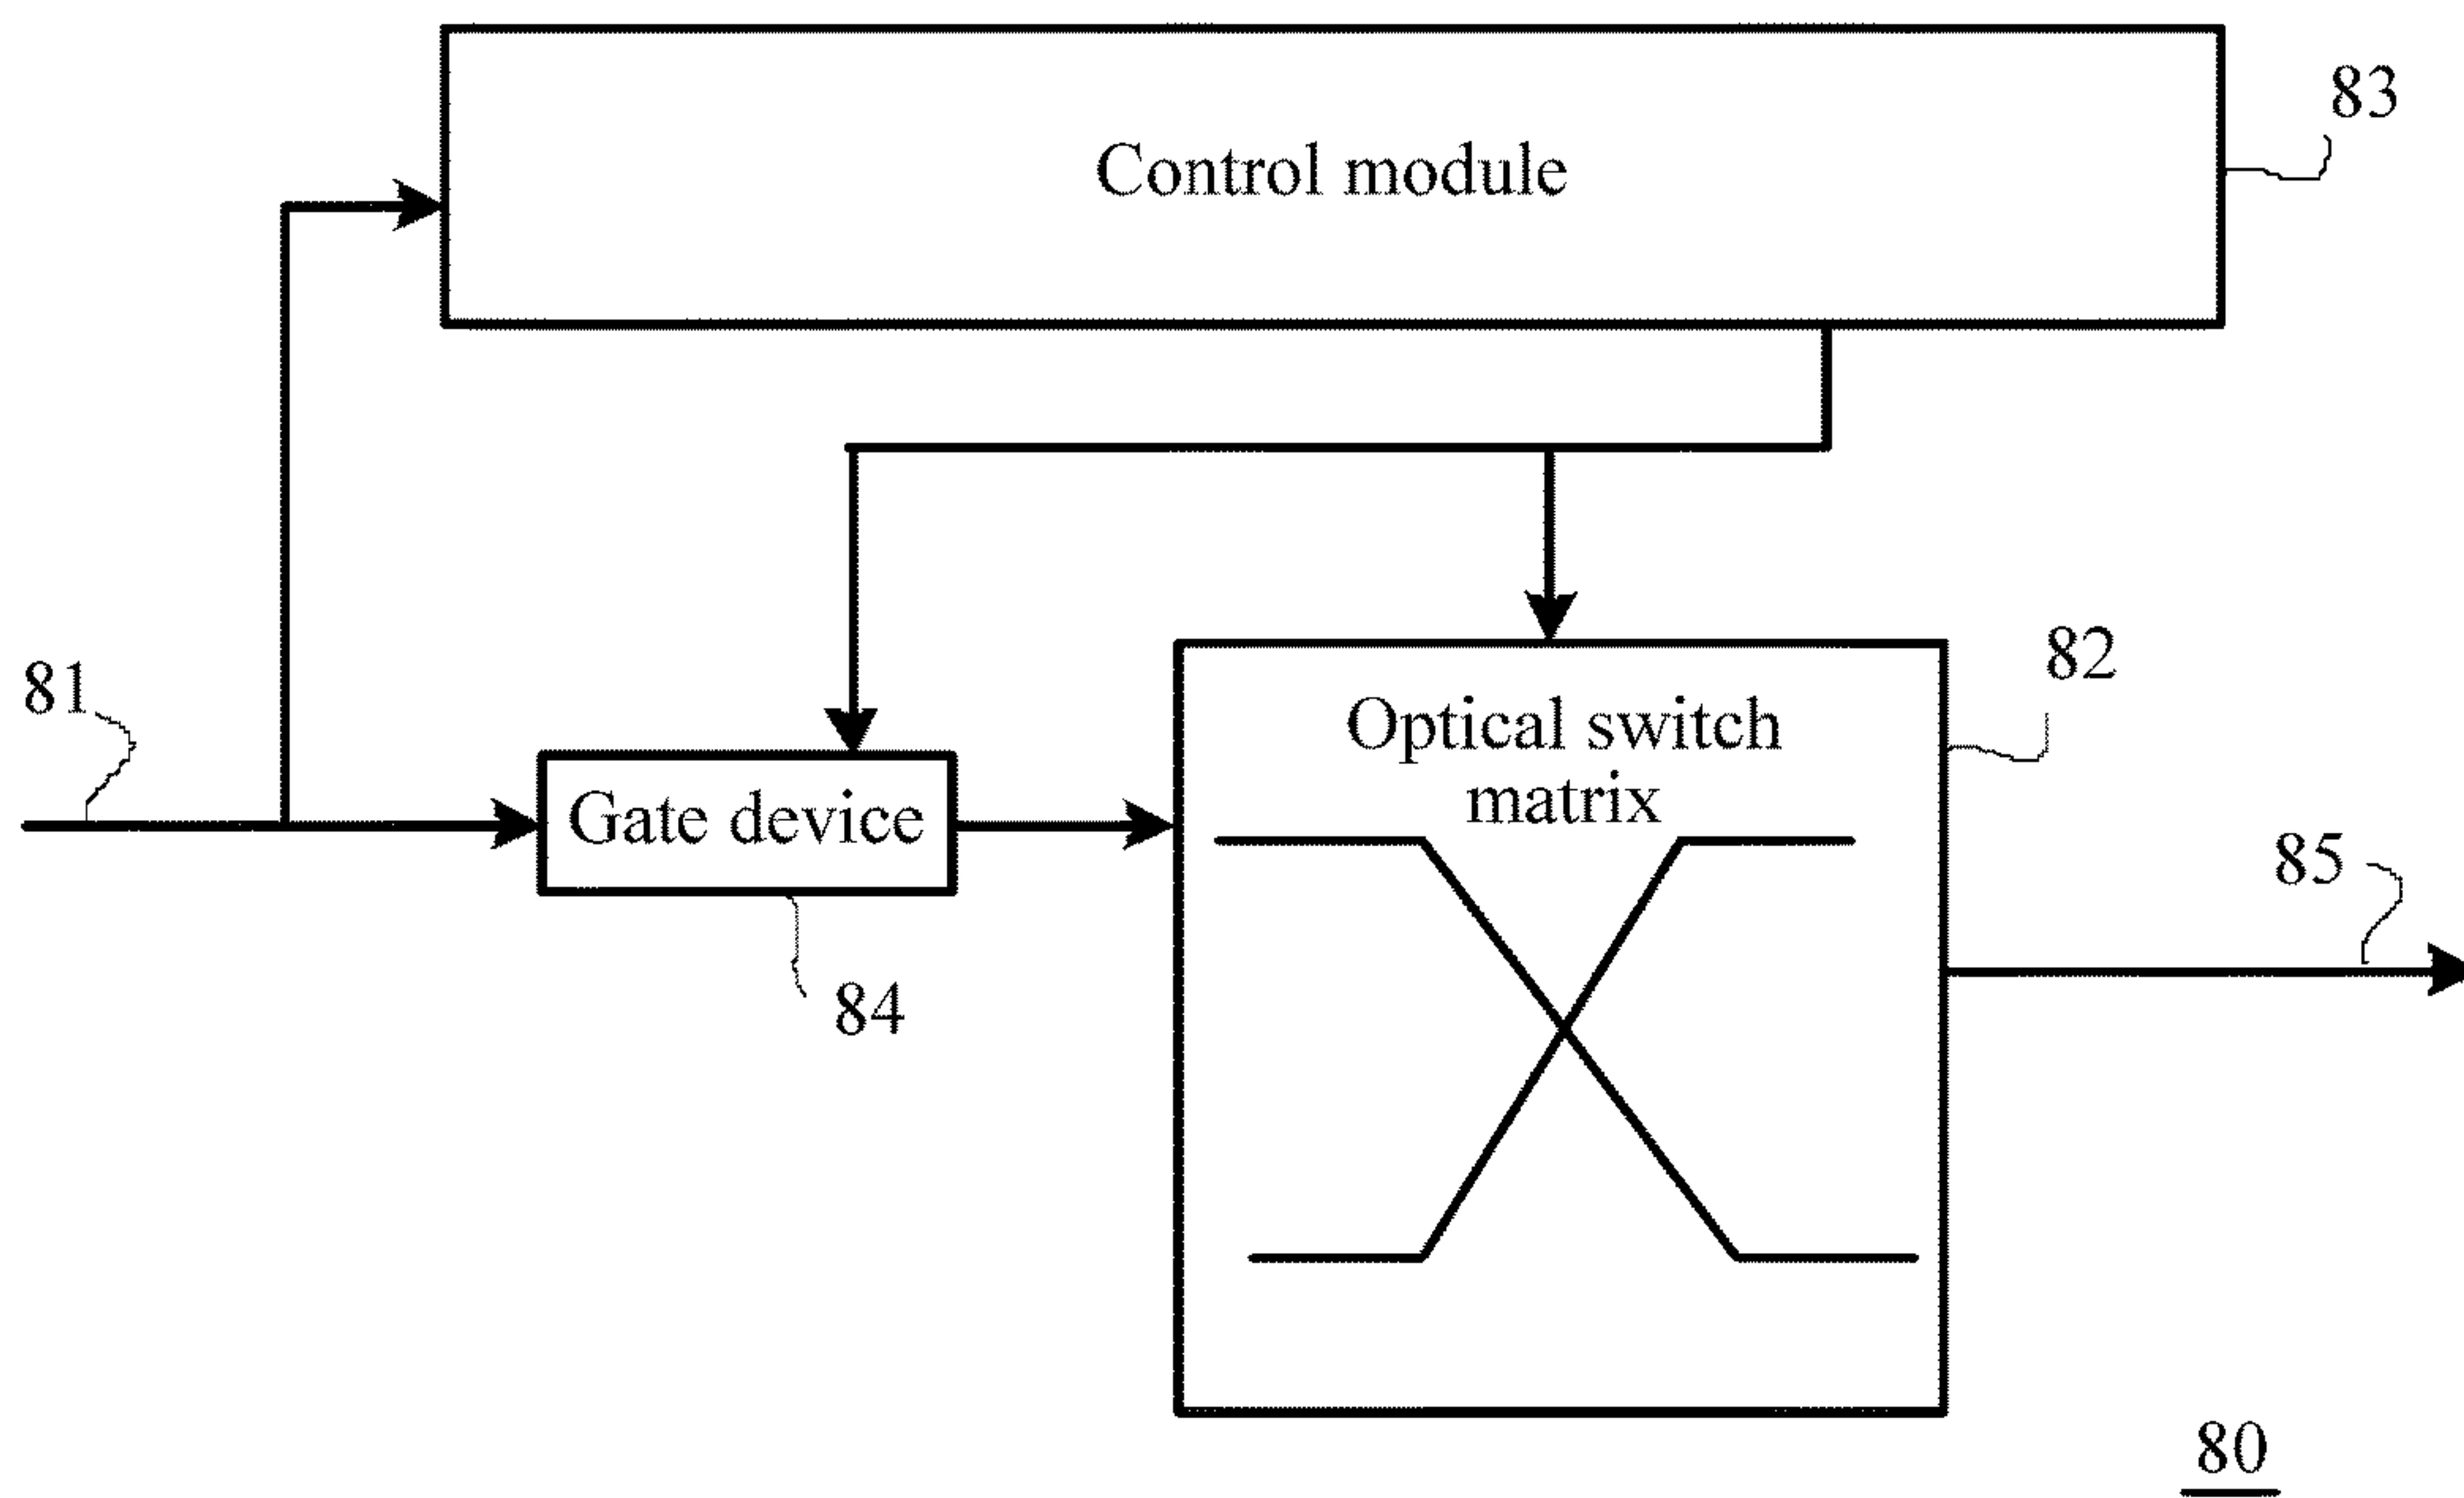 83
Control module
81
82
Optical switch
matrix
Gate device
85
84
80